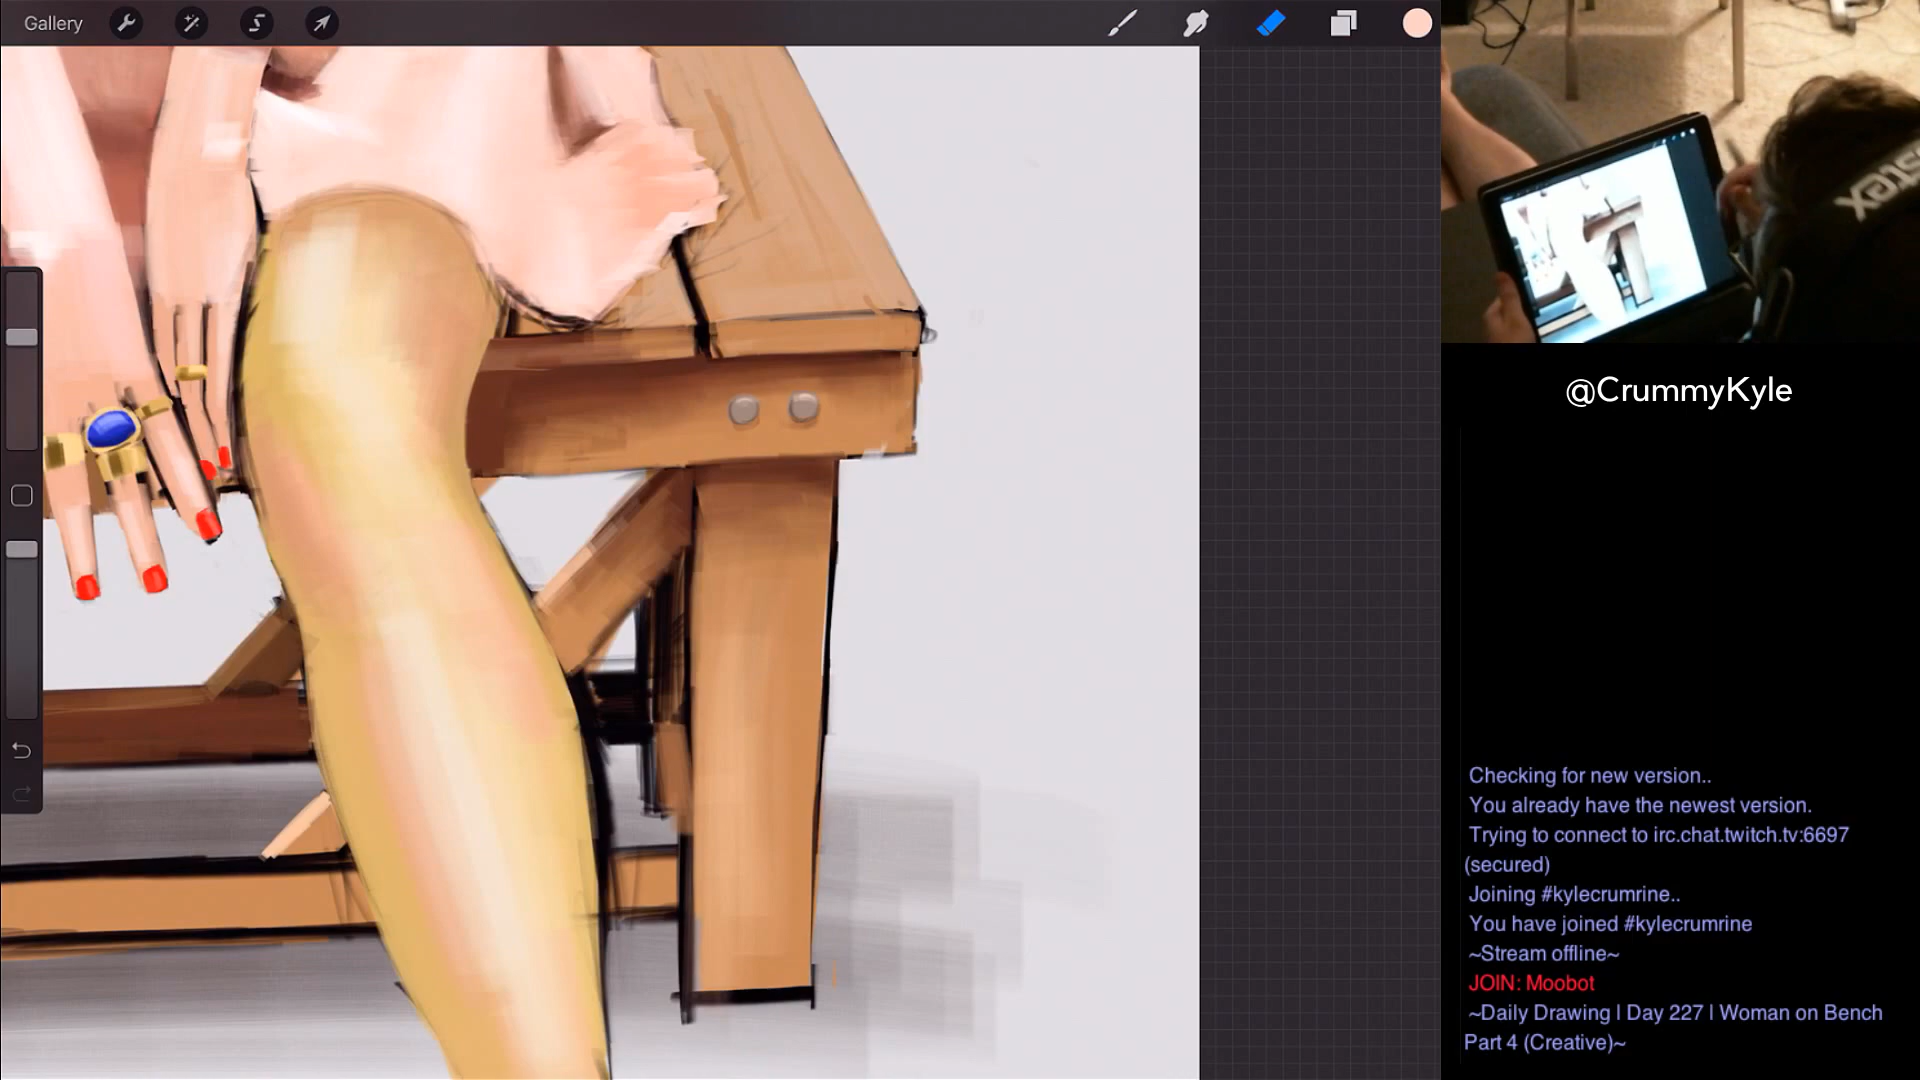 Gallery
@CrummyKyle
Checking for new version..
You already have the newest version.
Trying to connect to irc.chat.twitch.tv:6697
(secured)
Joining #kylecrumrine..
You have joined #kylecrumrine
~Stream offline~
JOIN: Moobot
~Daily Drawing | Day 227 | Woman on Bench
Part 4 (Creative)~